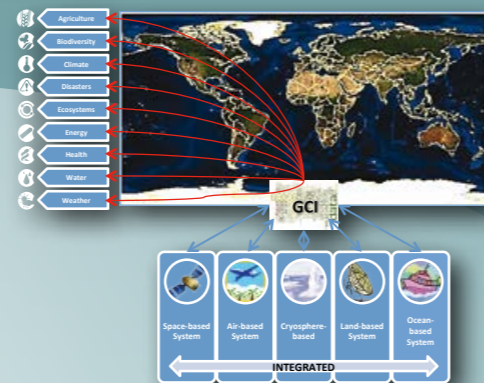 Agriculture
Biodiversity
Climate
Disasters
Ecosystems
Energy
Health
Water
Weather
GCI
data
Space-based
System
Air-based
System
Cryosphere-
based
Land-based
System
Ocean-
based
System
INTEGRATED